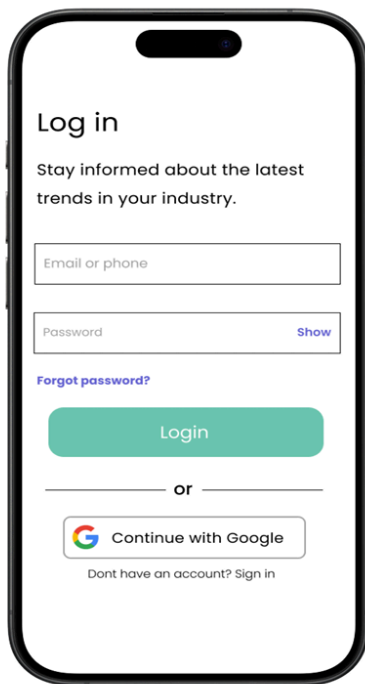 Log in
Stay informed about the latest
trends in your industry.
Email or phone
Password Show
Forgot password?
Login
or
Continue with Google
Dont have an account? Sign in